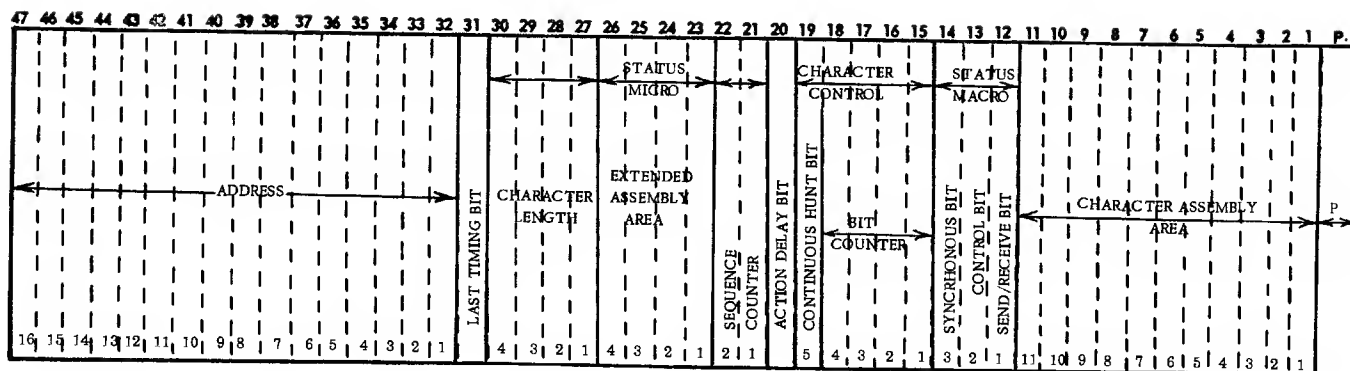 47 46 45 44 43 42 41 40 39 38 37 36 35 34 33 32 31 30 29 28 27 26 25 24 23 22 21 20 19 18 17 16 15 14 13 12 11 10 9 8 7 6 5 4 3 2 1 P.
STATUS
MICRO
CHARACTER
CONTROL
STATUS
MACRO
ADDRESS
LAST TIMING BIT
CHARACTER
LENGTH
EXTENDED
ASSEMBLY
AREA
SEQUENCE
COUNTER
ACTION DELAY BIT
CONTINUOUS HUNT BIT
BIT
COUNTER
SYNCRHONOUS BIT
CONTROL BIT
SEND/RECEIVE BIT
CHARACTER ASSEMBLY
AREA
P
16 15 14 13 12 11 10 9 8 7 6 5 4 3 2 1 4 3 2 1 4 3 2 1 2 1 5 4 3 2 1 3 2 1 11 10 9 8 7 6 5 4 3 2 1